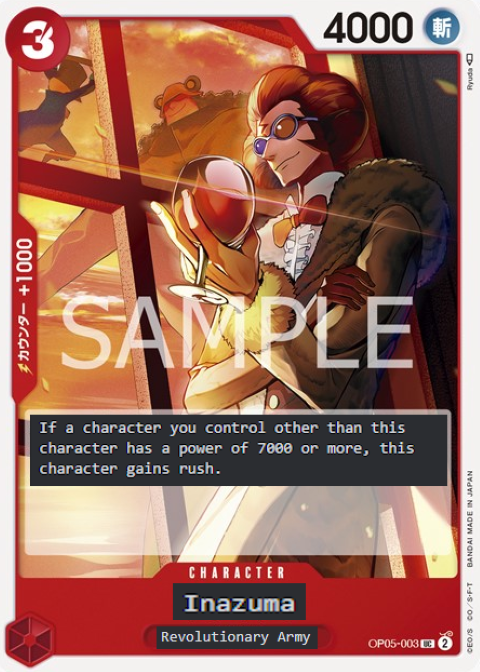 3
4000
斬
Ryuda
⚡カウンター +1000
SAMPLE
If a character you control other than this
character has a power of 7000 or more, this
character gains rush.
©E.O/S ©O/S・F・T BANDAI MADE IN JAPAN
CHARACTER
Inazuma
Revolutionary Army
OP05-003 UC 2